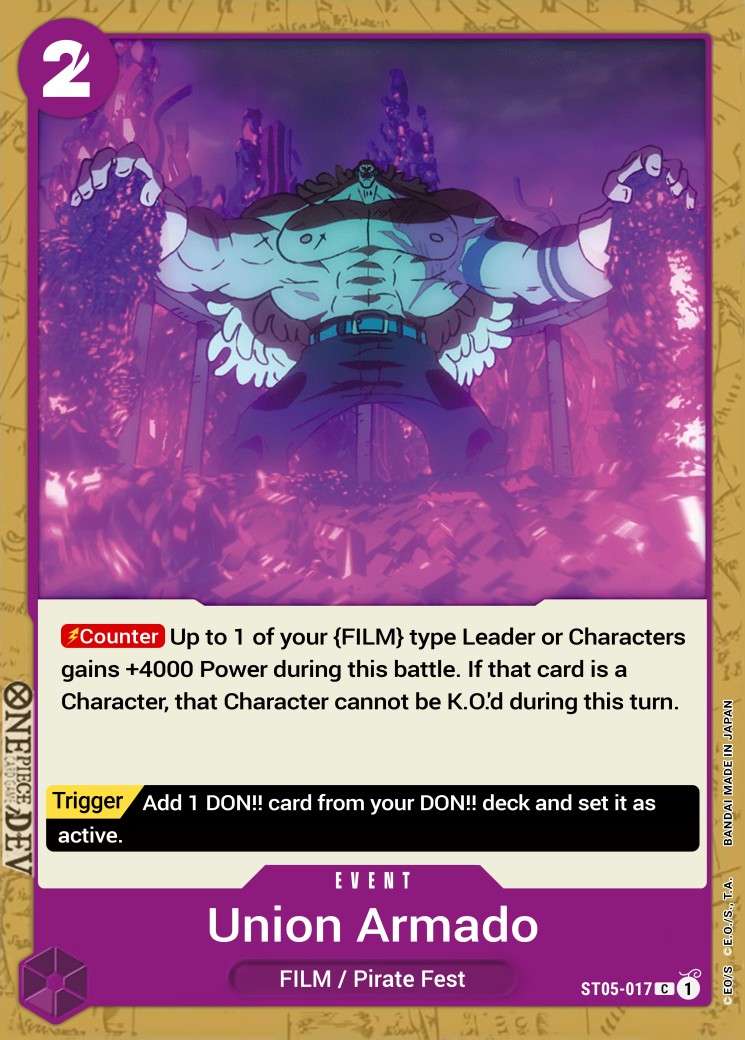 2
⚡Counter Up to 1 of your {FILM} type Leader or Characters
gains +4000 Power during this battle. If that card is a
Character, that Character cannot be K.O.'d during this turn.
Trigger Add 1 DON!! card from your DON!! deck and set it as
active.
EVENT
Union Armado
FILM / Pirate Fest
ST05-017 C 1
ONE PIECE DEV
CARD GAME
©EO/S ©E.O./S., T.A. BANDAI MADE IN JAPAN